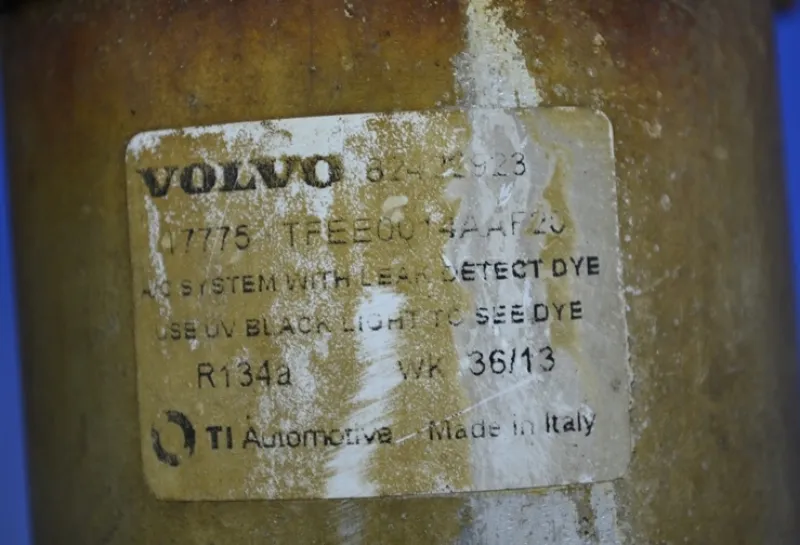 VOLVO
17775
A/C SYSTEM WITH LEAK DETECT DYE
USE UV BLACK LIGHT TO SEE DYE
R134a WK 36/13
TI Automotive Made in Italy